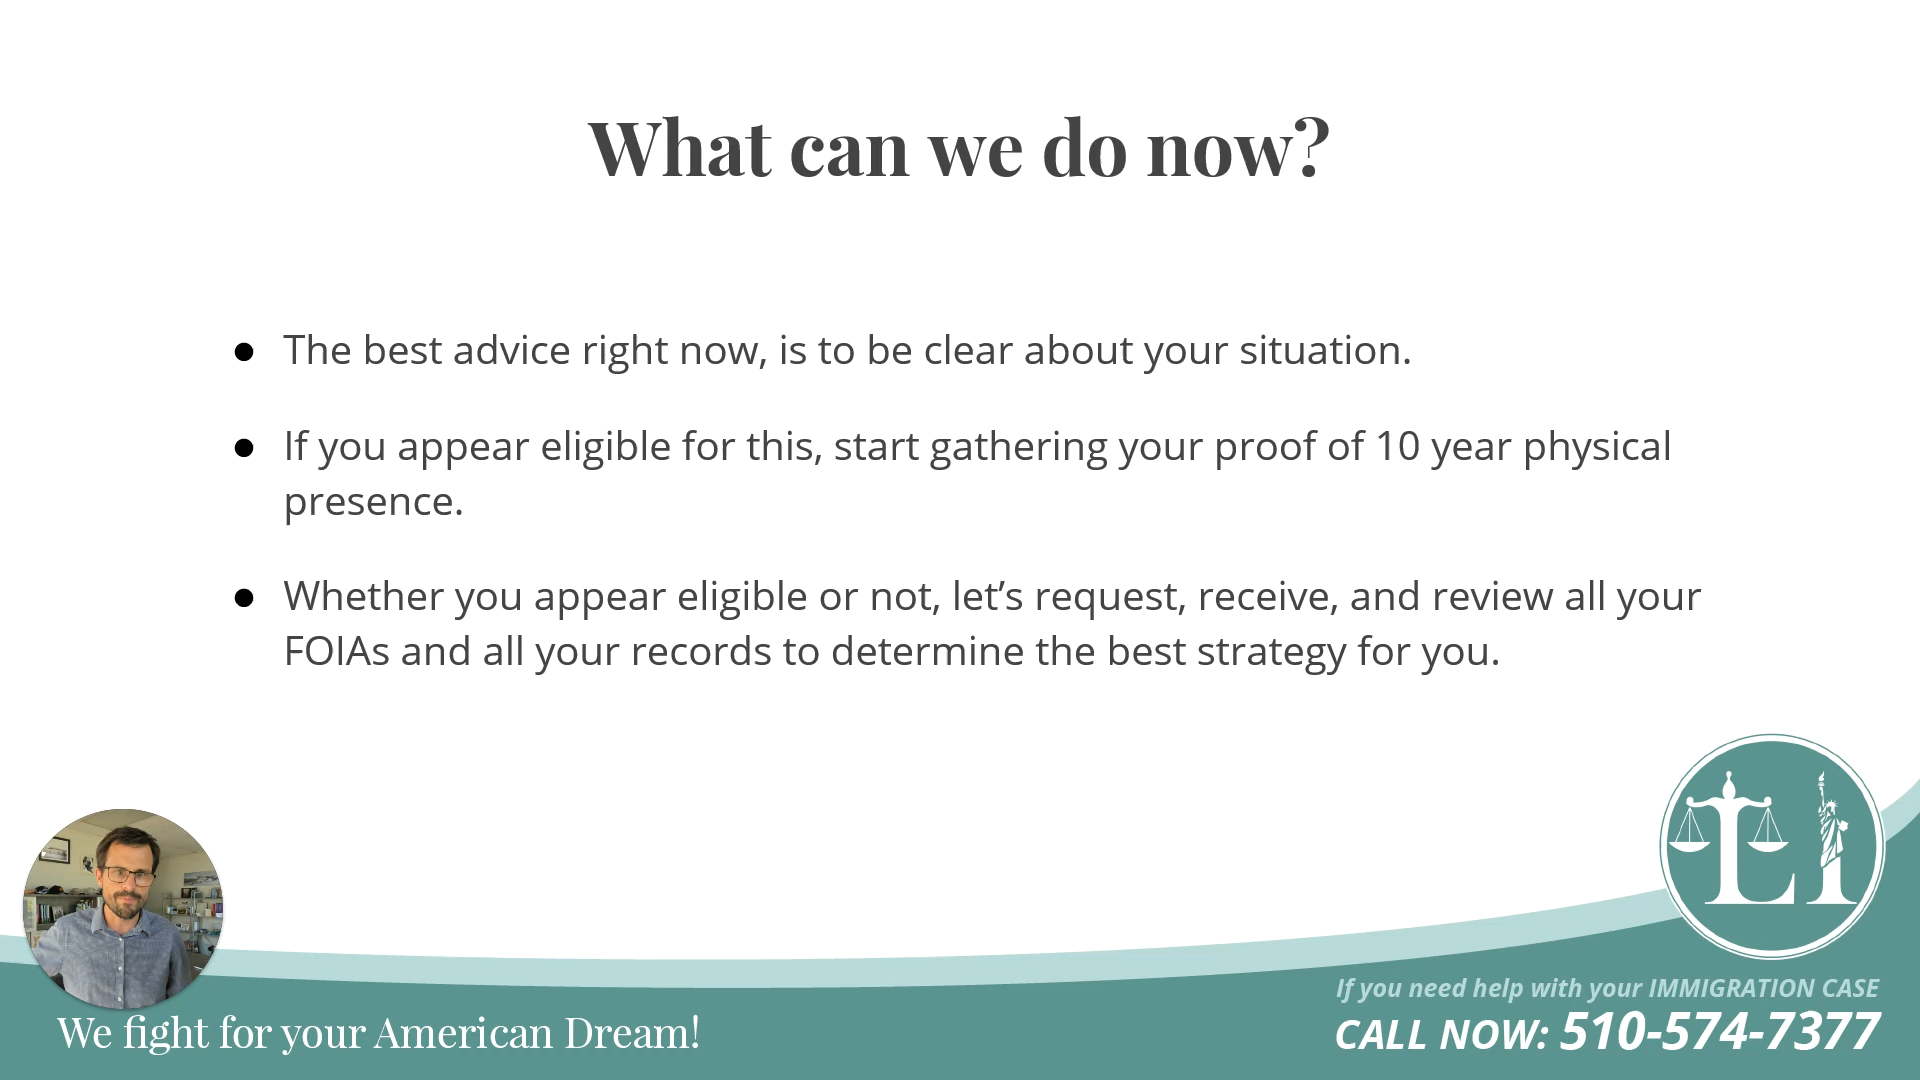 What can we do now?
● The best advice right now, is to be clear about your situation.
● If you appear eligible for this, start gathering your proof of 10 year physical
presence.
● Whether you appear eligible or not, let’s request, receive, and review all your
FOIAs and all your records to determine the best strategy for you.
LI
We fight for your American Dream!
If you need help with your IMMIGRATION CASE
CALL NOW: 510-574-7377